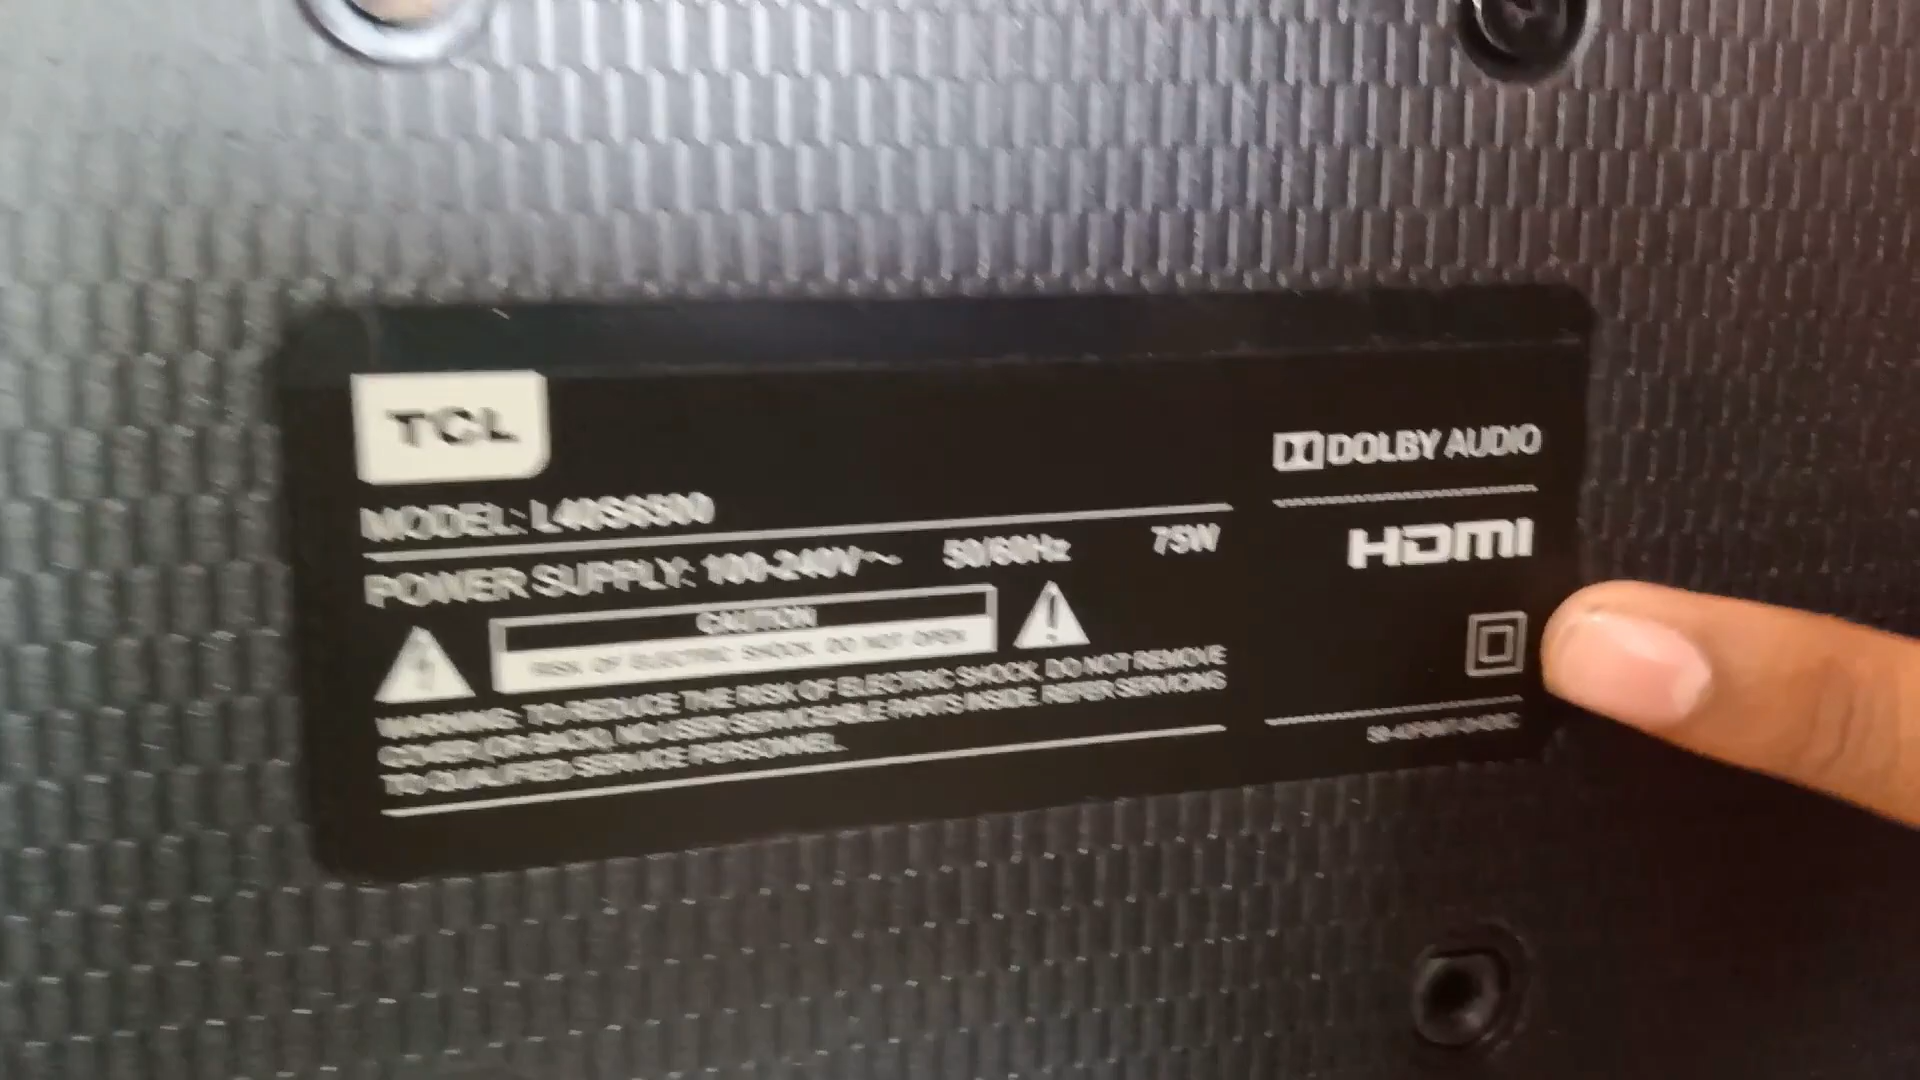 TCL
MODEL: L40S6500
POWER SUPPLY: 100-240V~ 50/60Hz 75W
CAUTION
RISK OF ELECTRIC SHOCK DO NOT OPEN
WARNING: TO REDUCE THE RISK OF ELECTRIC SHOCK, DO NOT REMOVE
COVER (OR BACK). NO USER SERVICEABLE PARTS INSIDE. REFER SERVICING
TO QUALIFIED SERVICE PERSONNEL.
DOLBY AUDIO
HDMI